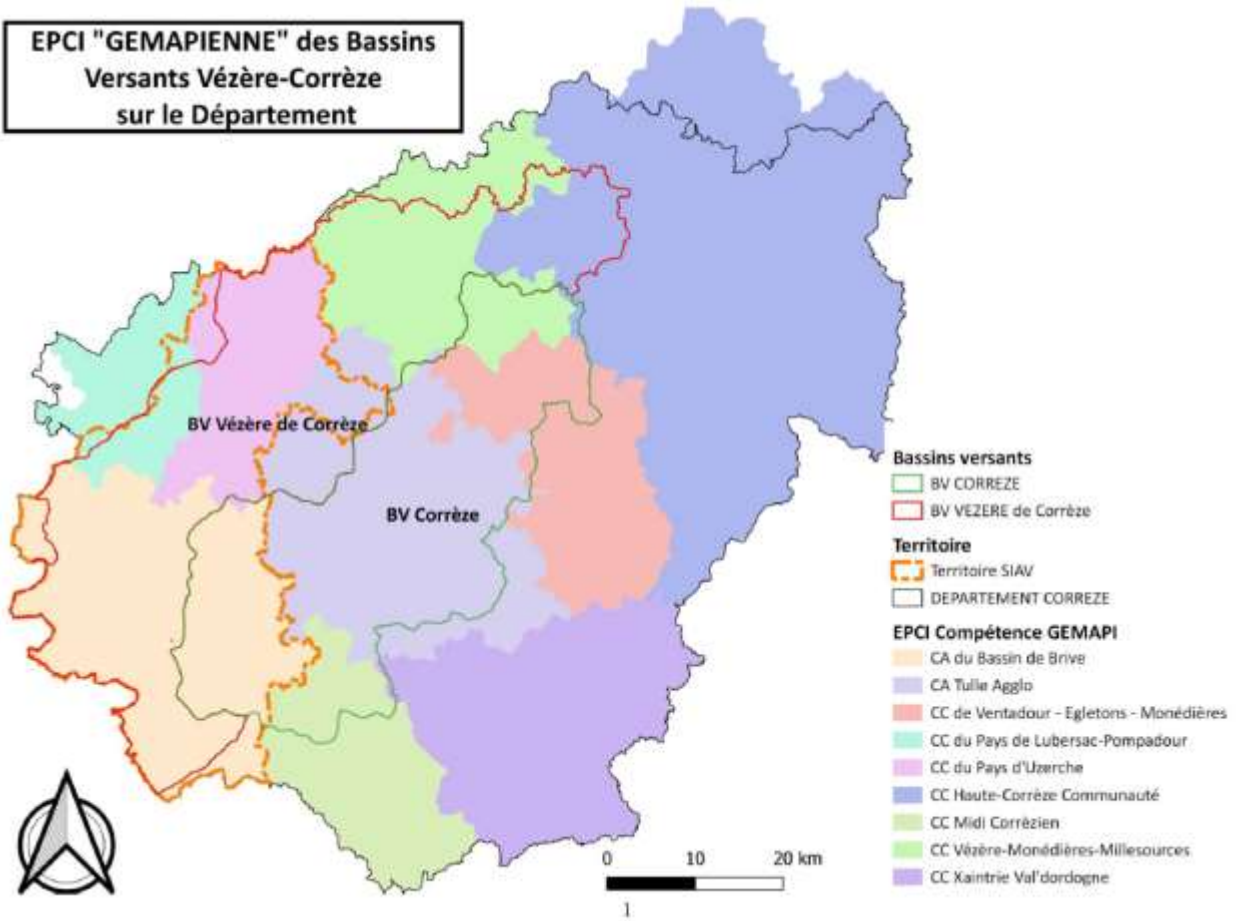 EPCI "GEMAPIENNE" des Bassins
Versants Vézère-Corrèze
sur le Département
BV Vézère de Corrèze
BV Corrèze
Bassins versants
BV CORREZE
BV VEZERE de Corrèze
Territoire
Territoire SIAV
DEPARTEMENT CORREZE
EPCI Compétence GEMAPI
CA du Bassin de Brive
CA Tulle Agglo
CC de Ventadour - Egletons - Monédières
CC du Pays de Lubersac-Pompadour
CC du Pays d'Uzerche
CC Haute-Corrèze Communauté
CC Midi Corrèzien
CC Vézère-Monédières-Millesources
CC Xaintrie Val'dordogne
0 10 20 km
1